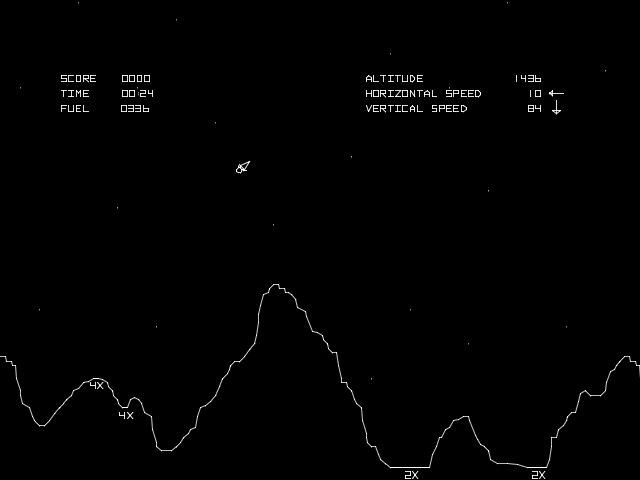 SCORE 0000
TIME 00:24
FUEL 0336
ALTITUDE 1436
HORIZONTAL SPEED 10 ←
VERTICAL SPEED 84 ↓
4X
4X
2X
2X